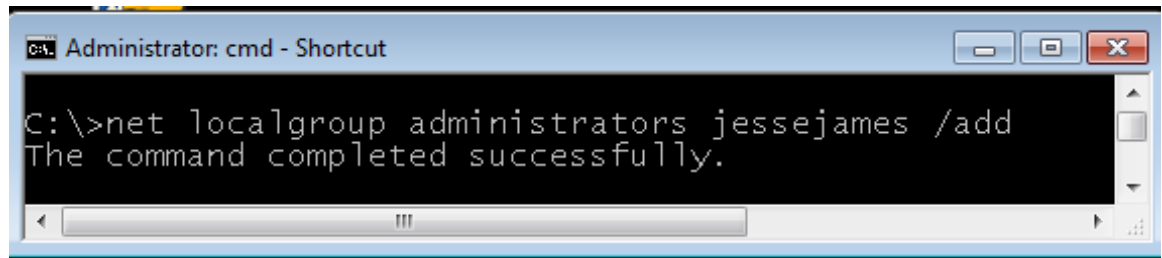 Administrator: cmd - Shortcut
C:\>net localgroup administrators jessejames /add
The command completed successfully.